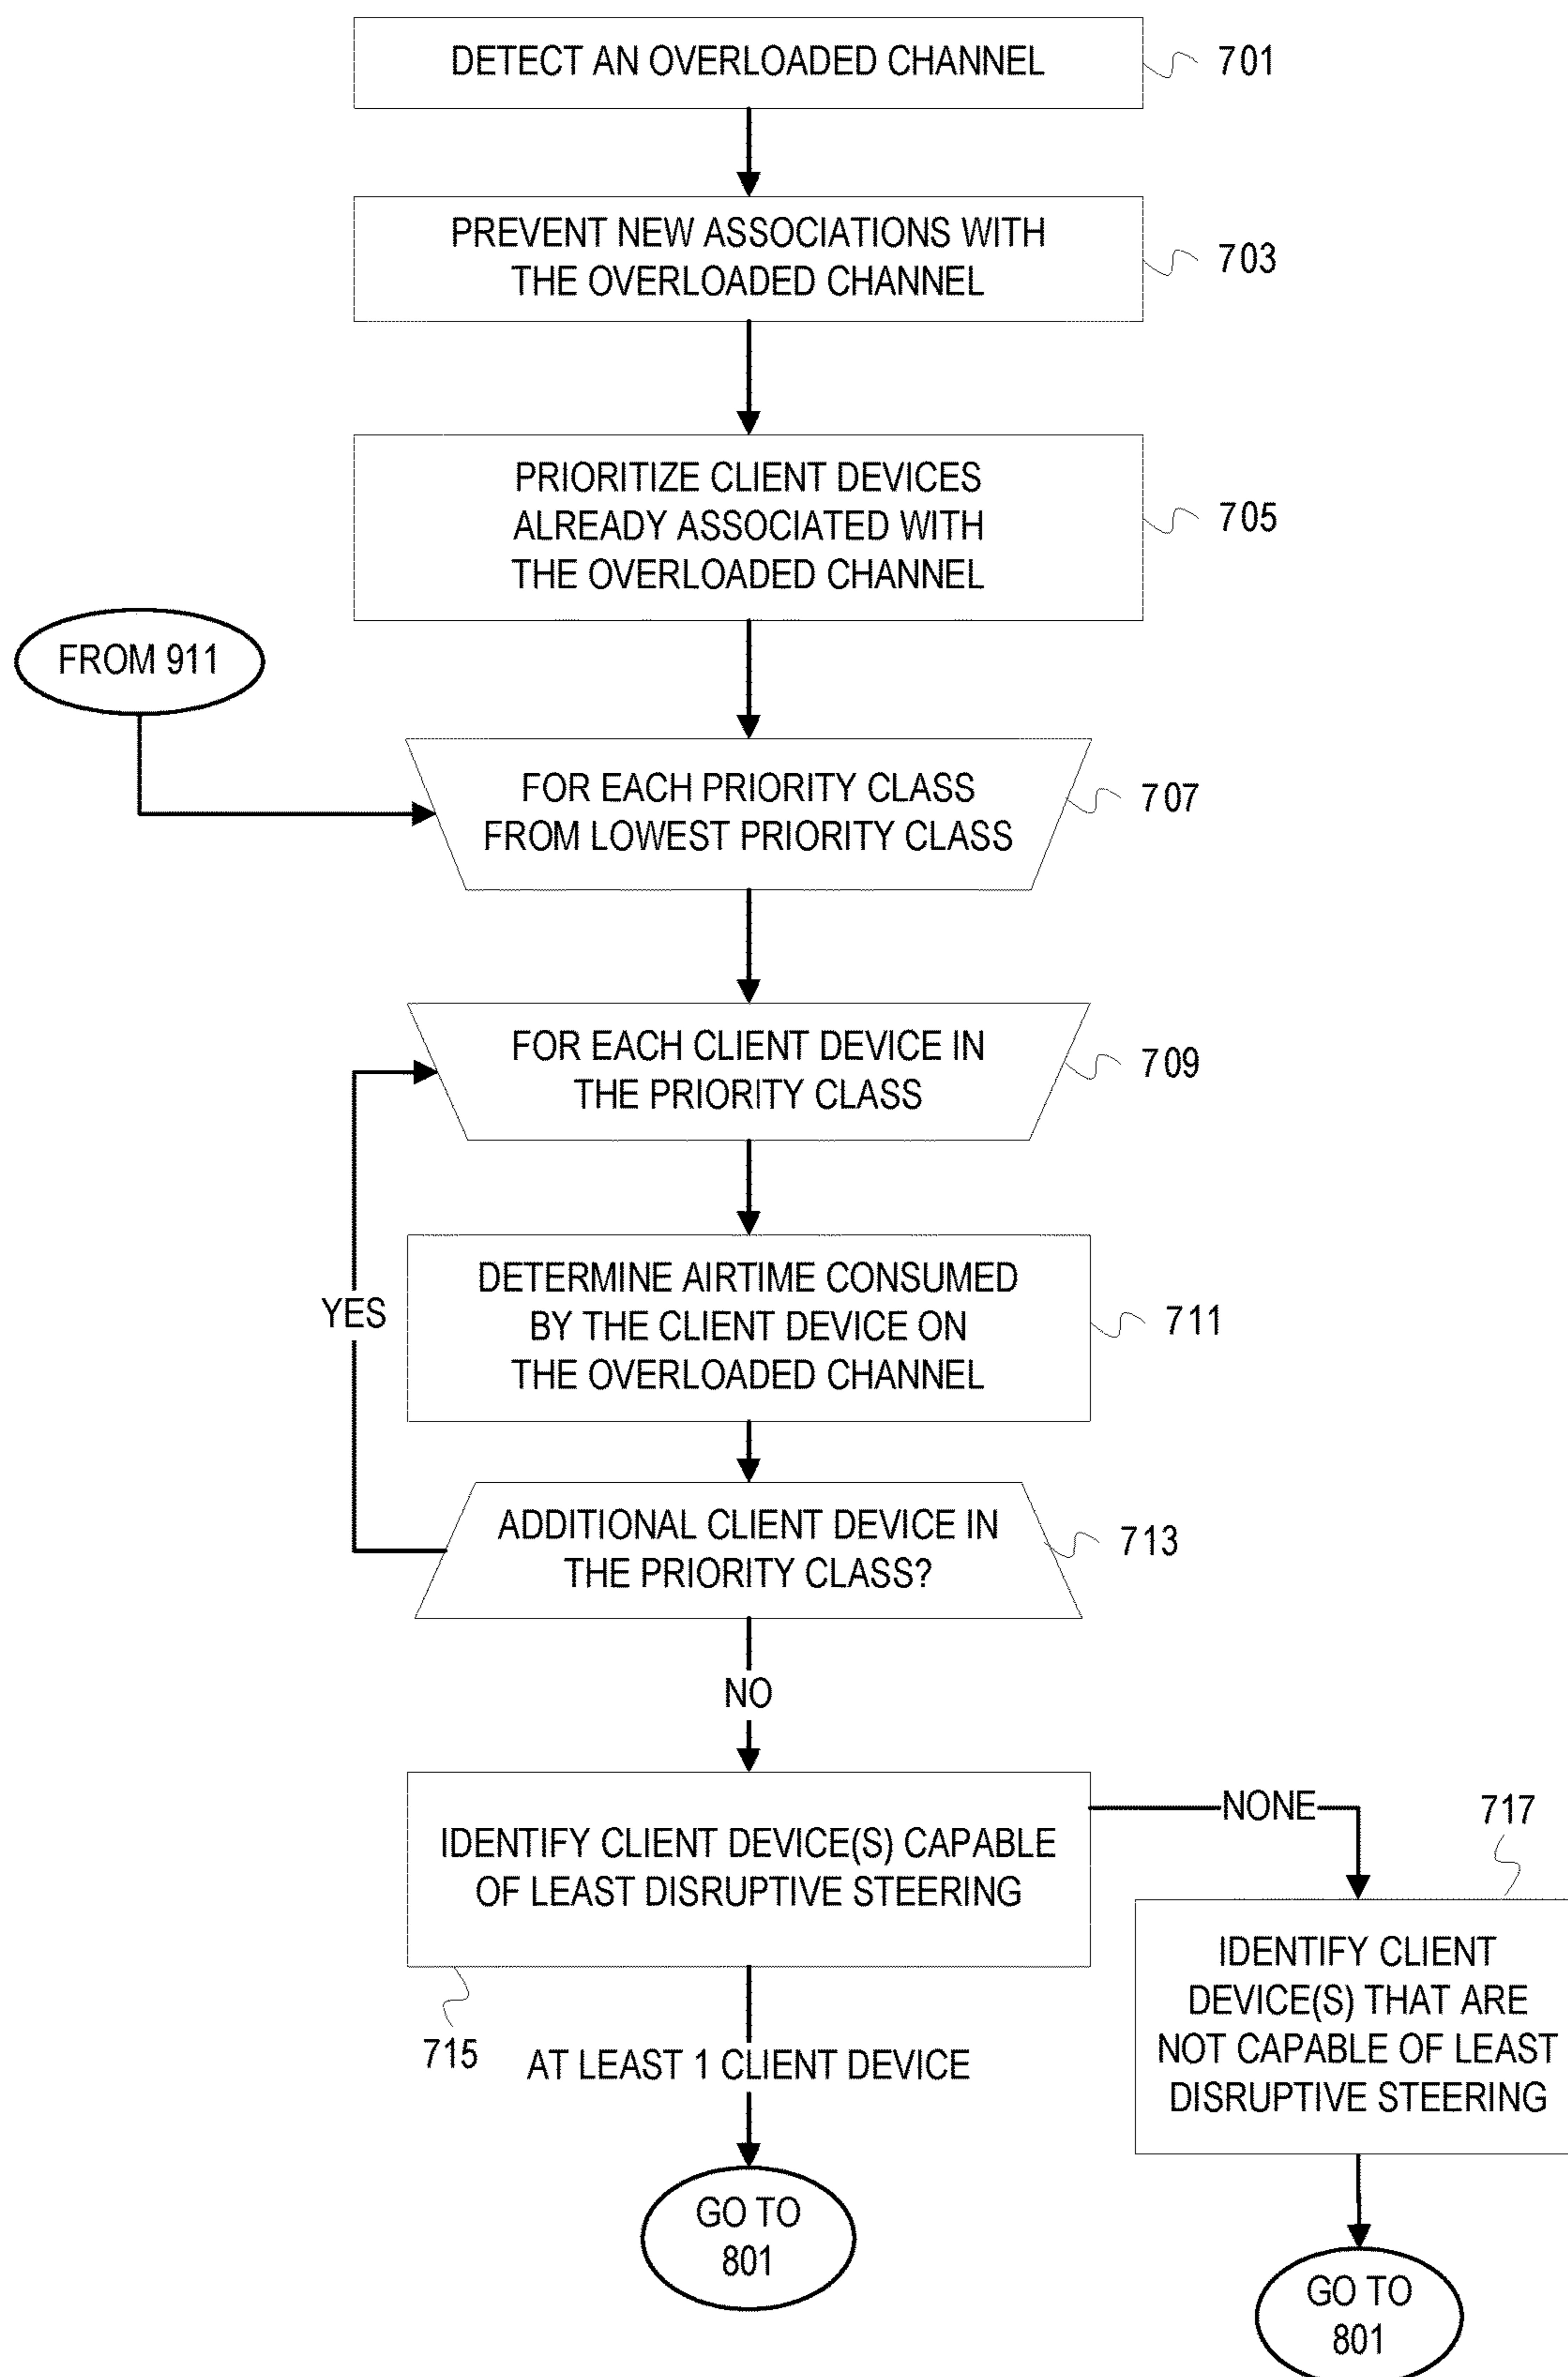 DETECT AN OVERLOADED CHANNEL
701
PREVENT NEW ASSOCIATIONS WITH
THE OVERLOADED CHANNEL
703
PRIORITIZE CLIENT DEVICES
ALREADY ASSOCIATED WITH
THE OVERLOADED CHANNEL
705
FROM 911
FOR EACH PRIORITY CLASS
FROM LOWEST PRIORITY CLASS
707
FOR EACH CLIENT DEVICE IN
THE PRIORITY CLASS
709
DETERMINE AIRTIME CONSUMED
BY THE CLIENT DEVICE ON
THE OVERLOADED CHANNEL
711
YES
ADDITIONAL CLIENT DEVICE IN
THE PRIORITY CLASS?
713
NO
IDENTIFY CLIENT DEVICE(S) CAPABLE
OF LEAST DISRUPTIVE STEERING
715
NONE
717
IDENTIFY CLIENT
DEVICE(S) THAT ARE
NOT CAPABLE OF LEAST
DISRUPTIVE STEERING
AT LEAST 1 CLIENT DEVICE
GO TO
801
GO TO
801